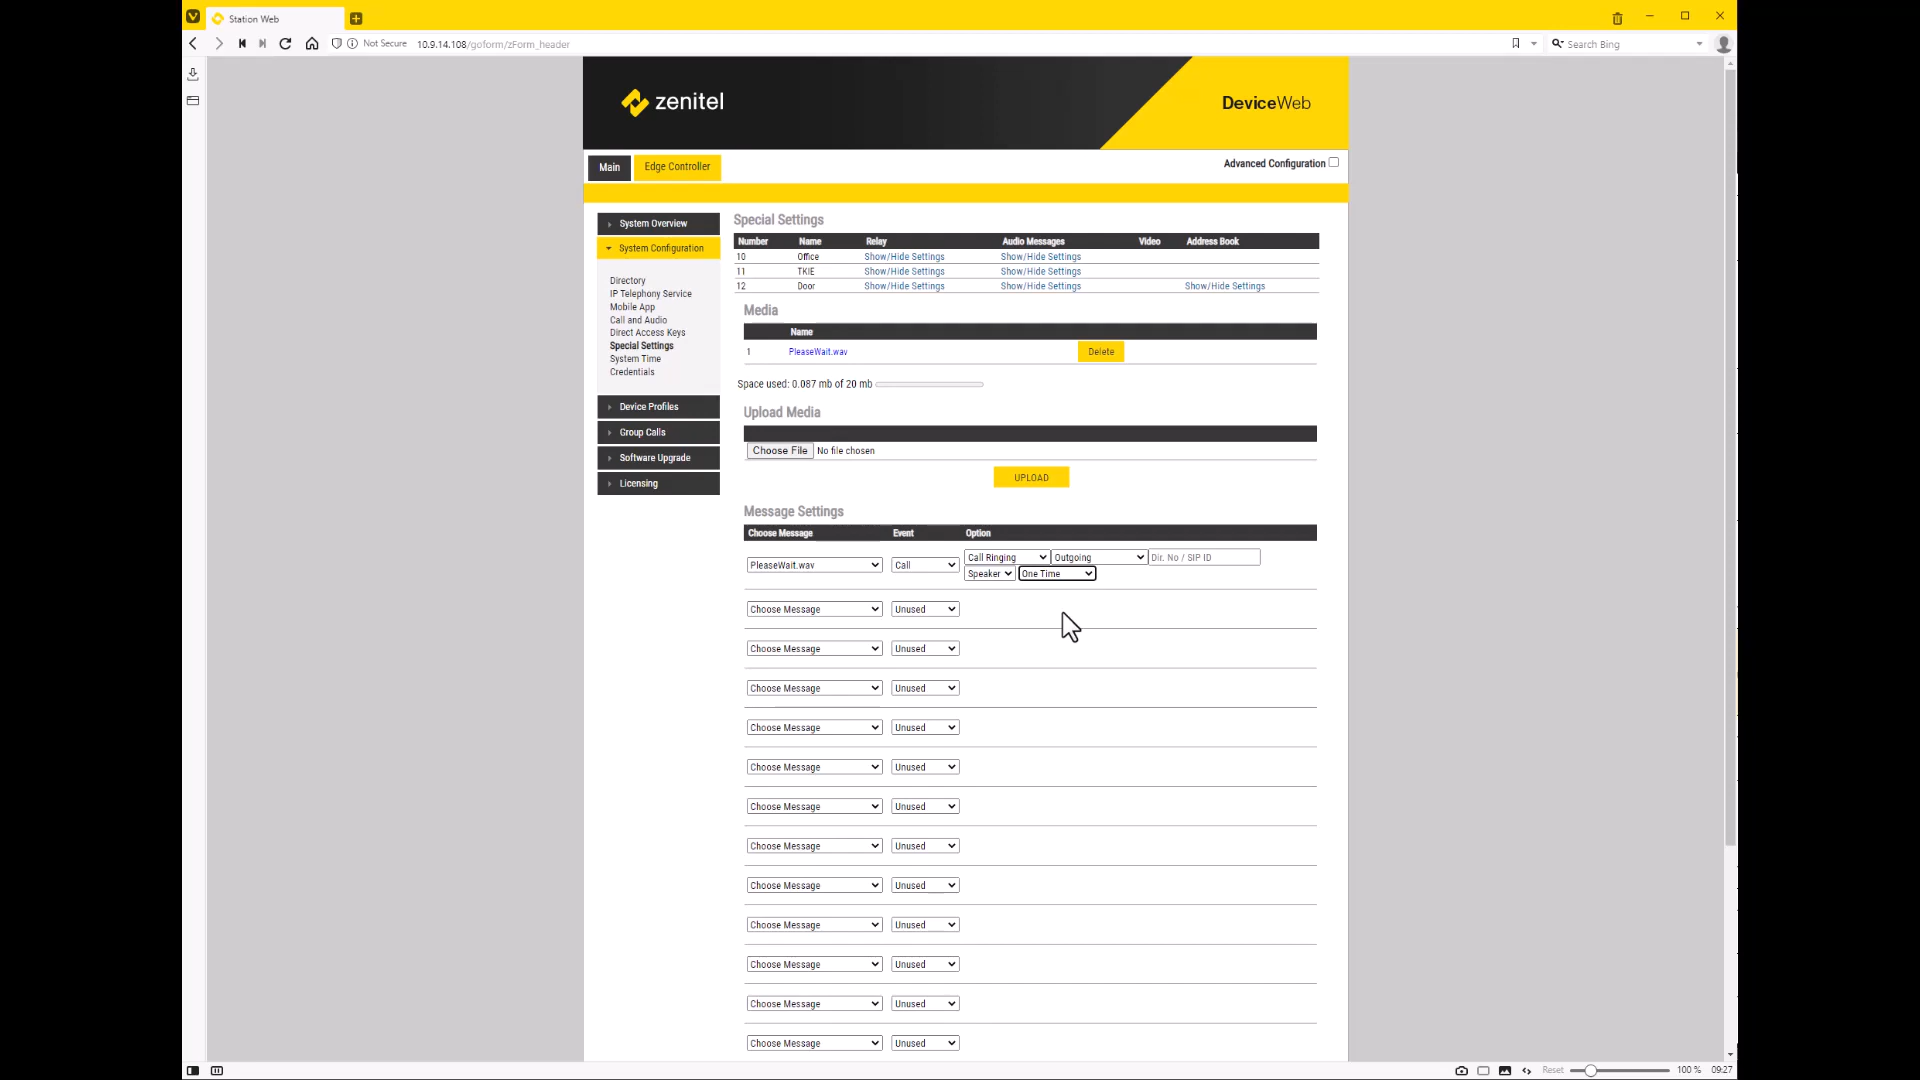 Station Web
Not Secure 10.9.14.108/goform/zForm_header
Search Bing
zenitel
DeviceWeb
Main Edge Controller
Advanced Configuration
System Overview
System Configuration
Directory
IP Telephony Service
Mobile App
Call and Audio
Direct Access Keys
Special Settings
System Time
Credentials
Device Profiles
Group Calls
Software Upgrade
Licensing
Special Settings
Number Name Relay Audio Messages Video Address Book
10 Office Show/Hide Settings Show/Hide Settings
11 TKIE Show/Hide Settings Show/Hide Settings
12 Door Show/Hide Settings Show/Hide Settings Show/Hide Settings
Media
Name
1 PleaseWait.wav Delete
Space used: 0.087 mb of 20 mb
Upload Media
Choose File No file chosen
UPLOAD
Message Settings
Choose Message Event Option
PleaseWait.wav Call Call Ringing Outgoing Dir. No / SIP ID
Speaker One Time
Choose Message Unused
Choose Message Unused
Choose Message Unused
Choose Message Unused
Choose Message Unused
Choose Message Unused
Choose Message Unused
Choose Message Unused
Choose Message Unused
Choose Message Unused
Choose Message Unused
Choose Message Unused
Reset 100 % 09:27